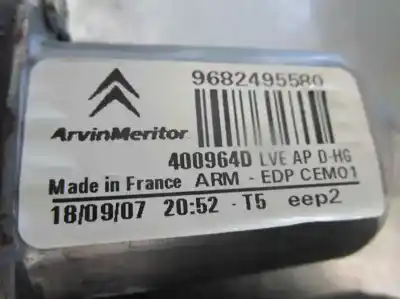 9682495580
ArvinMeritor
400964D LVE AP D-HG
Made in France ARM - EDP CEM01
18/09/07 20:52 - T5 eep2